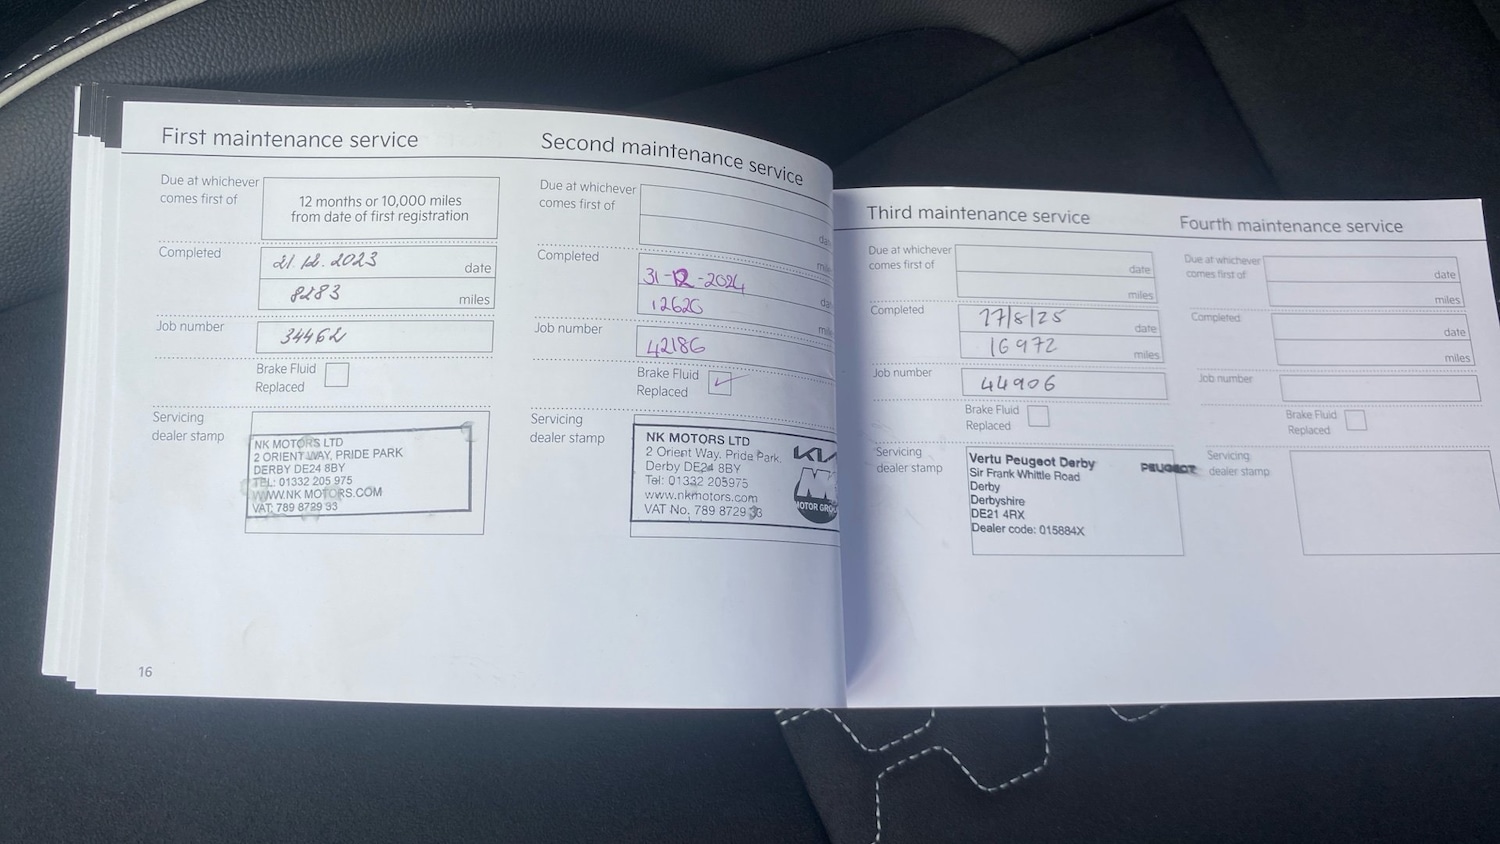 First maintenance service
Due at whichever
comes first of
12 months or 10,000 miles
from date of first registration
Completed
21.12.2023 date
8283 miles
Job number
34462
Brake Fluid
Replaced
Servicing
dealer stamp
NK MOTORS LTD
2 ORIENT WAY, PRIDE PARK
DERBY DE24 8BY
TEL: 01332 205 975
WWW.NK MOTORS.COM
VAT: 789 8729 33
16
Second maintenance service
Due at whichever
comes first of
Completed
31-12-2024
12620
Job number
42186
Brake Fluid
Replaced
Servicing
dealer stamp
NK MOTORS LTD
2 Orient Way, Pride Park.
Derby DE24 8BY
Tel: 01332 205975
www.nkmotors.com
VAT No. 789 8729 33
Third maintenance service
Due at whichever
comes first of
date
miles
Completed
27/8/25 date
16972 miles
Job number
44906
Brake Fluid
Replaced
Servicing
dealer stamp
Vertu Peugeot Derby
Sir Frank Whittle Road
Derby
Derbyshire
DE21 4RX
Dealer code: 015884X
PEUGEOT
Fourth maintenance service
Due at whichever
comes first of
date
miles
Completed
date
miles
Job number
Brake Fluid
Replaced
Servicing
dealer stamp